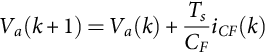 V_a(k + 1) = V_a(k) + \frac{T_s}{C_F} i_{CF}(k)